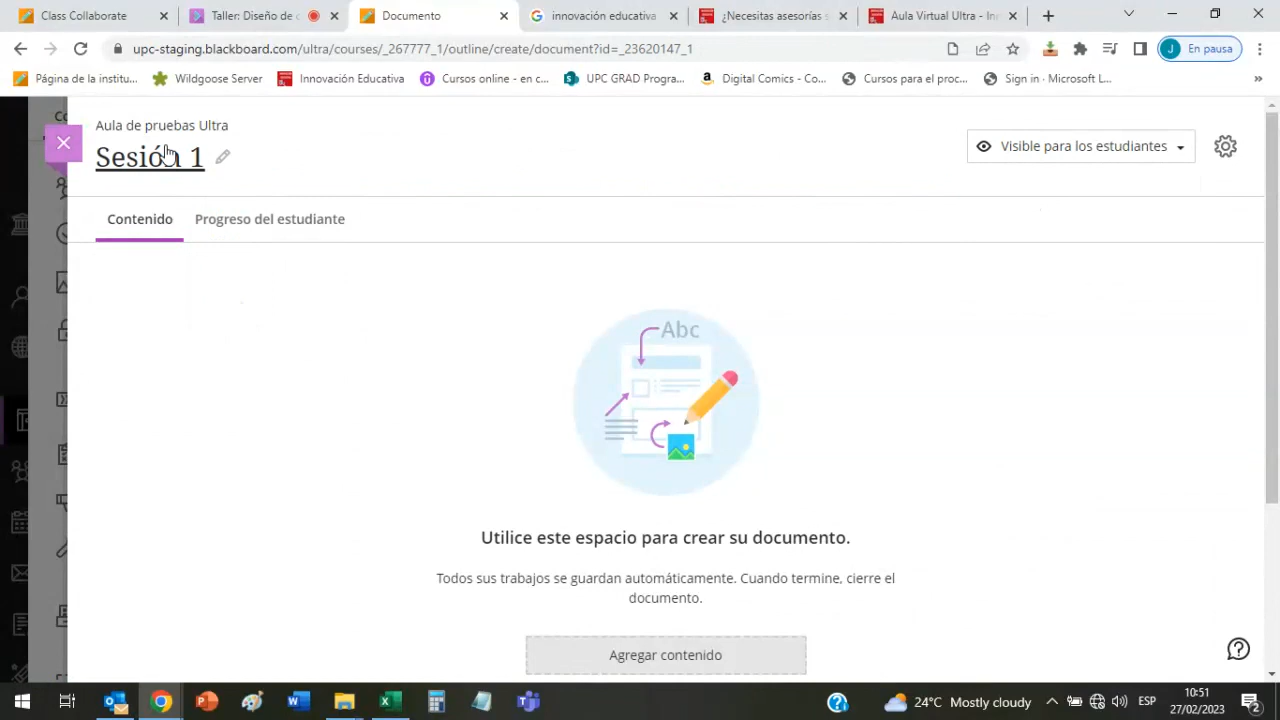 Class Collaborate
Taller: Diseño de c
Documento
innovación educativa
¿Necesitas asesorías s
Aula Virtual Ultra - Inn
upc-staging.blackboard.com/ultra/courses/_267777_1/outline/create/document?id=_23620147_1
J
En pausa
Página de la institu...
Wildgoose Server
Innovación Educativa
Cursos online - en c...
UPC GRAD Progra...
Digital Comics - Co...
Cursos para el proc...
Sign in · Microsoft L...
»
Co
Aula de pruebas Ultra
Sesión 1
Visible para los estudiantes
Contenido
Progreso del estudiante
Abc
Utilice este espacio para crear su documento.
Todos sus trabajos se guardan automáticamente. Cuando termine, cierre el
documento.
Agregar contenido
24°C Mostly cloudy
ESP
10:51
27/02/2023
2